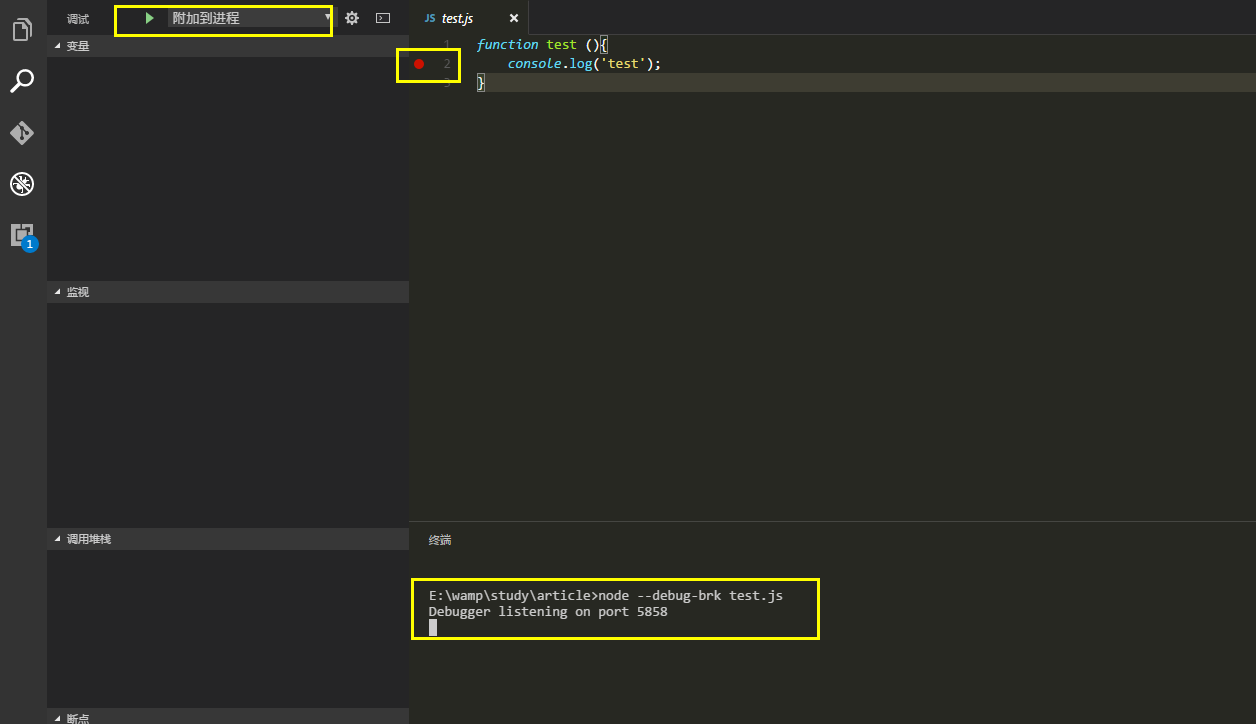 调试
附加到进程
变量
监视
调用堆栈
断点
1
JS test.js
1 function test (){
2 console.log('test');
3 }
终端
E:\wamp\study\article>node --debug-brk test.js
Debugger listening on port 5858